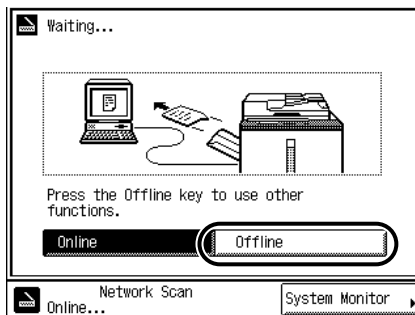 Waiting...
Press the Offline key to use other
functions.
Online
Offline
Network Scan
Online...
System Monitor